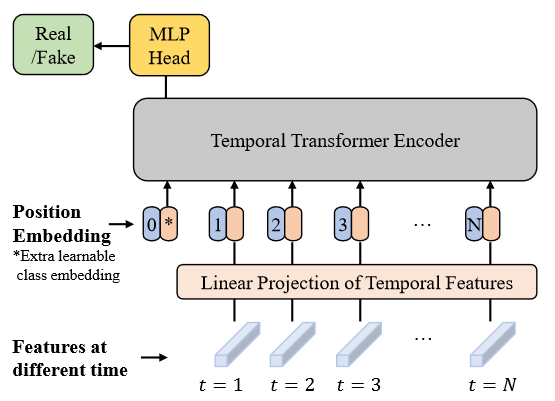 Real
/Fake
MLP
Head
Temporal Transformer Encoder
Position
Embedding
*Extra learnable
class embedding
0 * 1 2 3 ... N
Linear Projection of Temporal Features
Features at
different time
...
t = 1 t = 2 t = 3 t = N